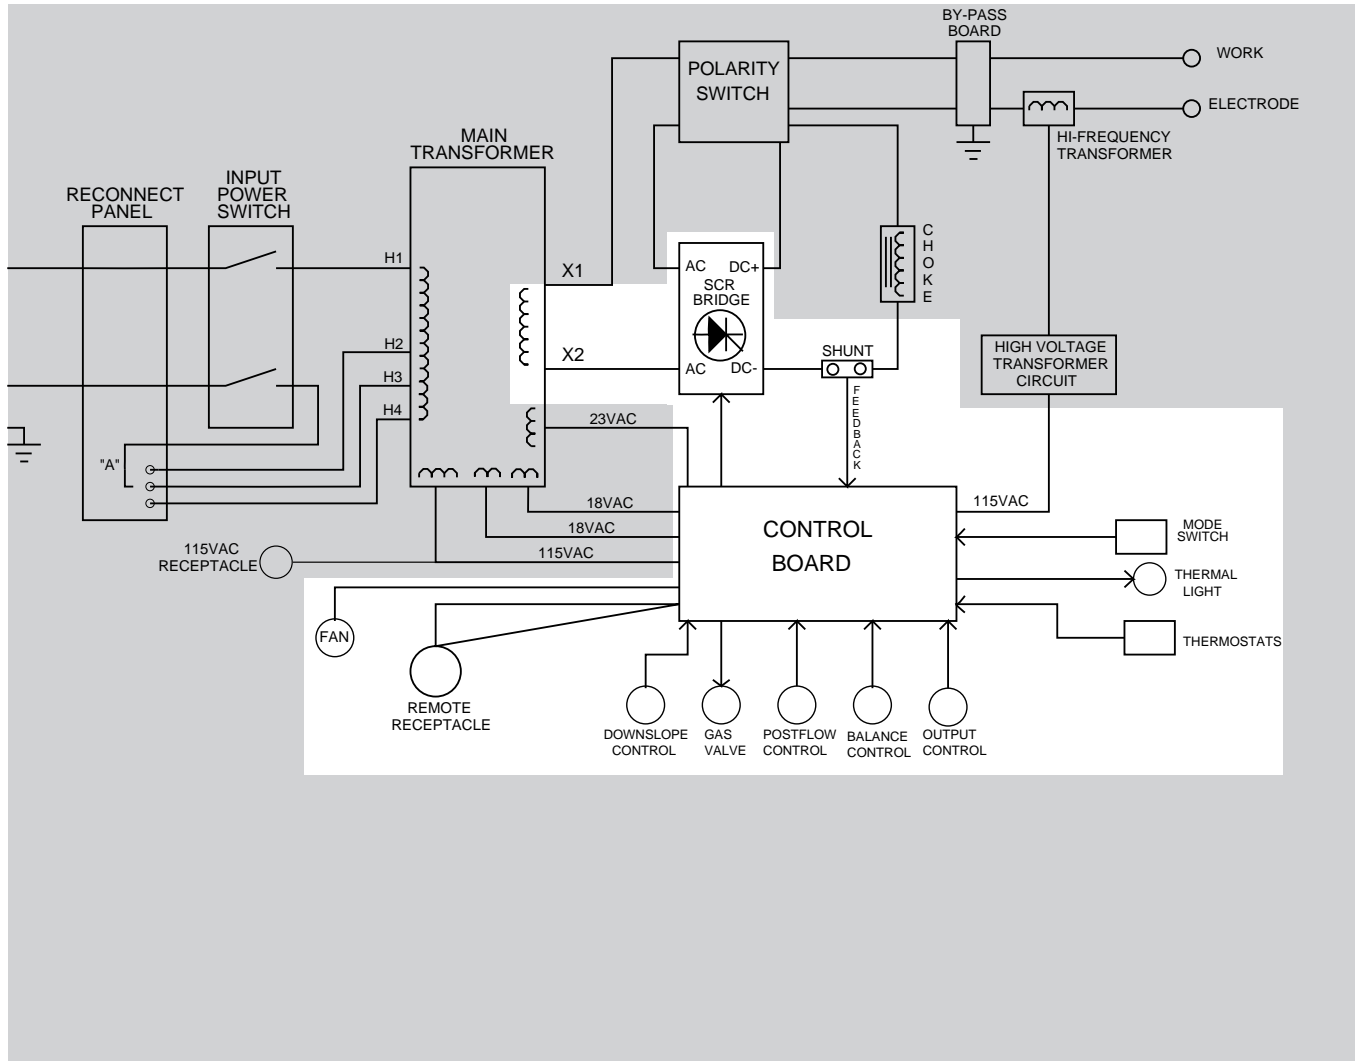 BY-PASS
BOARD
WORK
POLARITY
SWITCH
ELECTRODE
HI-FREQUENCY
TRANSFORMER
MAIN
TRANSFORMER
INPUT
POWER
SWITCH
RECONNECT
PANEL
CHOKE
H1
X1
AC DC+
SCR
BRIDGE
H2
X2
AC DC-
SHUNT
HIGH VOLTAGE
TRANSFORMER
CIRCUIT
H3
FEEDBACK
H4
23VAC
"A"
18VAC
115VAC
18VAC
CONTROL
BOARD
MODE
SWITCH
115VAC
RECEPTACLE
115VAC
THERMAL
LIGHT
FAN
THERMOSTATS
REMOTE
RECEPTACLE
DOWNSLOPE
CONTROL
GAS
VALVE
POSTFLOW
CONTROL
BALANCE
CONTROL
OUTPUT
CONTROL